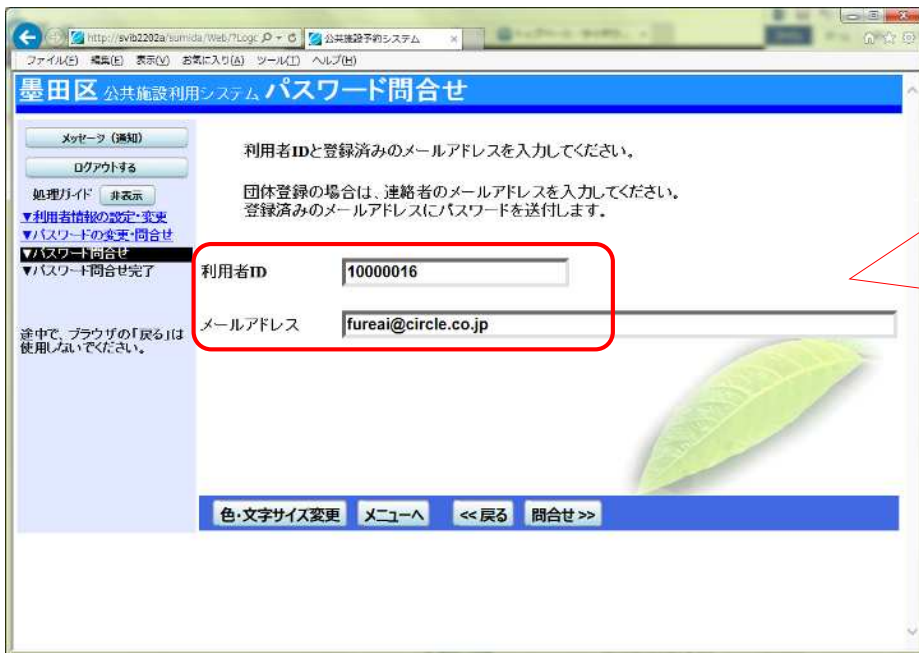 http://svib2202a/sumida/Web/?Logc
公共施設予約システム
ファイル(F) 編集(E) 表示(V) お気に入り(A) ツール(T) ヘルプ(H)
墨田区 公共施設利用システム パスワード問合せ
メッセージ (通知)
ログアウトする
処理ガイド 非表示
▼利用者情報の設定・変更
▼パスワードの変更・問合せ
▼パスワード問合せ
▼パスワード問合せ完了
途中で、ブラウザの「戻る」は
使用しないでください。
利用者IDと登録済みのメールアドレスを入力してください。
団体登録の場合は、連絡者のメールアドレスを入力してください。
登録済みのメールアドレスにパスワードを送付します。
利用者ID 10000016
メールアドレス fureai@circle.co.jp
色・文字サイズ変更 メニューへ <<戻る 問合せ>>